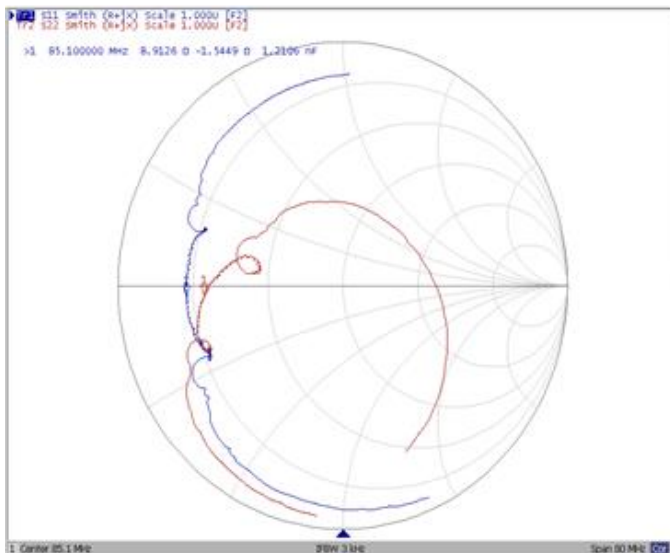 Tr1 S11 Smith (R+jX) Scale 1.000U [F2]
Tr2 S22 Smith (R+jX) Scale 1.000U [F2]
>1 85.100000 MHz 8.9126 Ω -1.5449 Ω 1.2106 nF
1 Center 85.1 MHz IFBW 3 kHz Span 80 MHz Cor